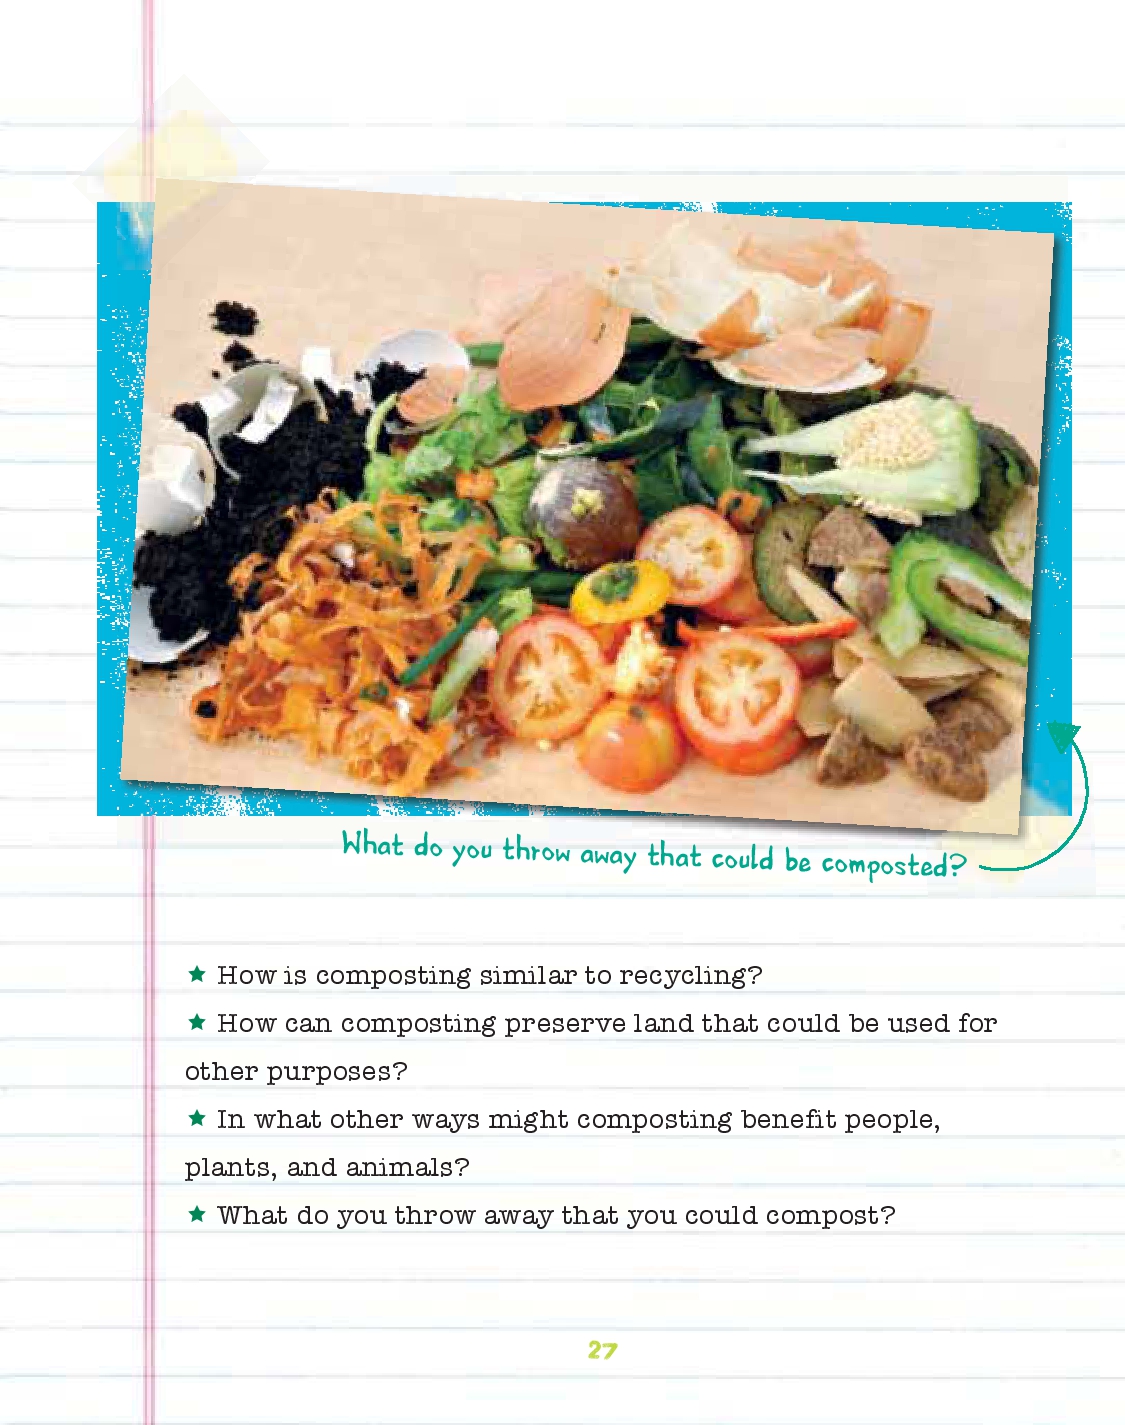 What do you throw away that could be composted?
★ How is composting similar to recycling?
★ How can composting preserve land that could be used for
other purposes?
★ In what other ways might composting benefit people,
plants, and animals?
★ What do you throw away that you could compost?
27